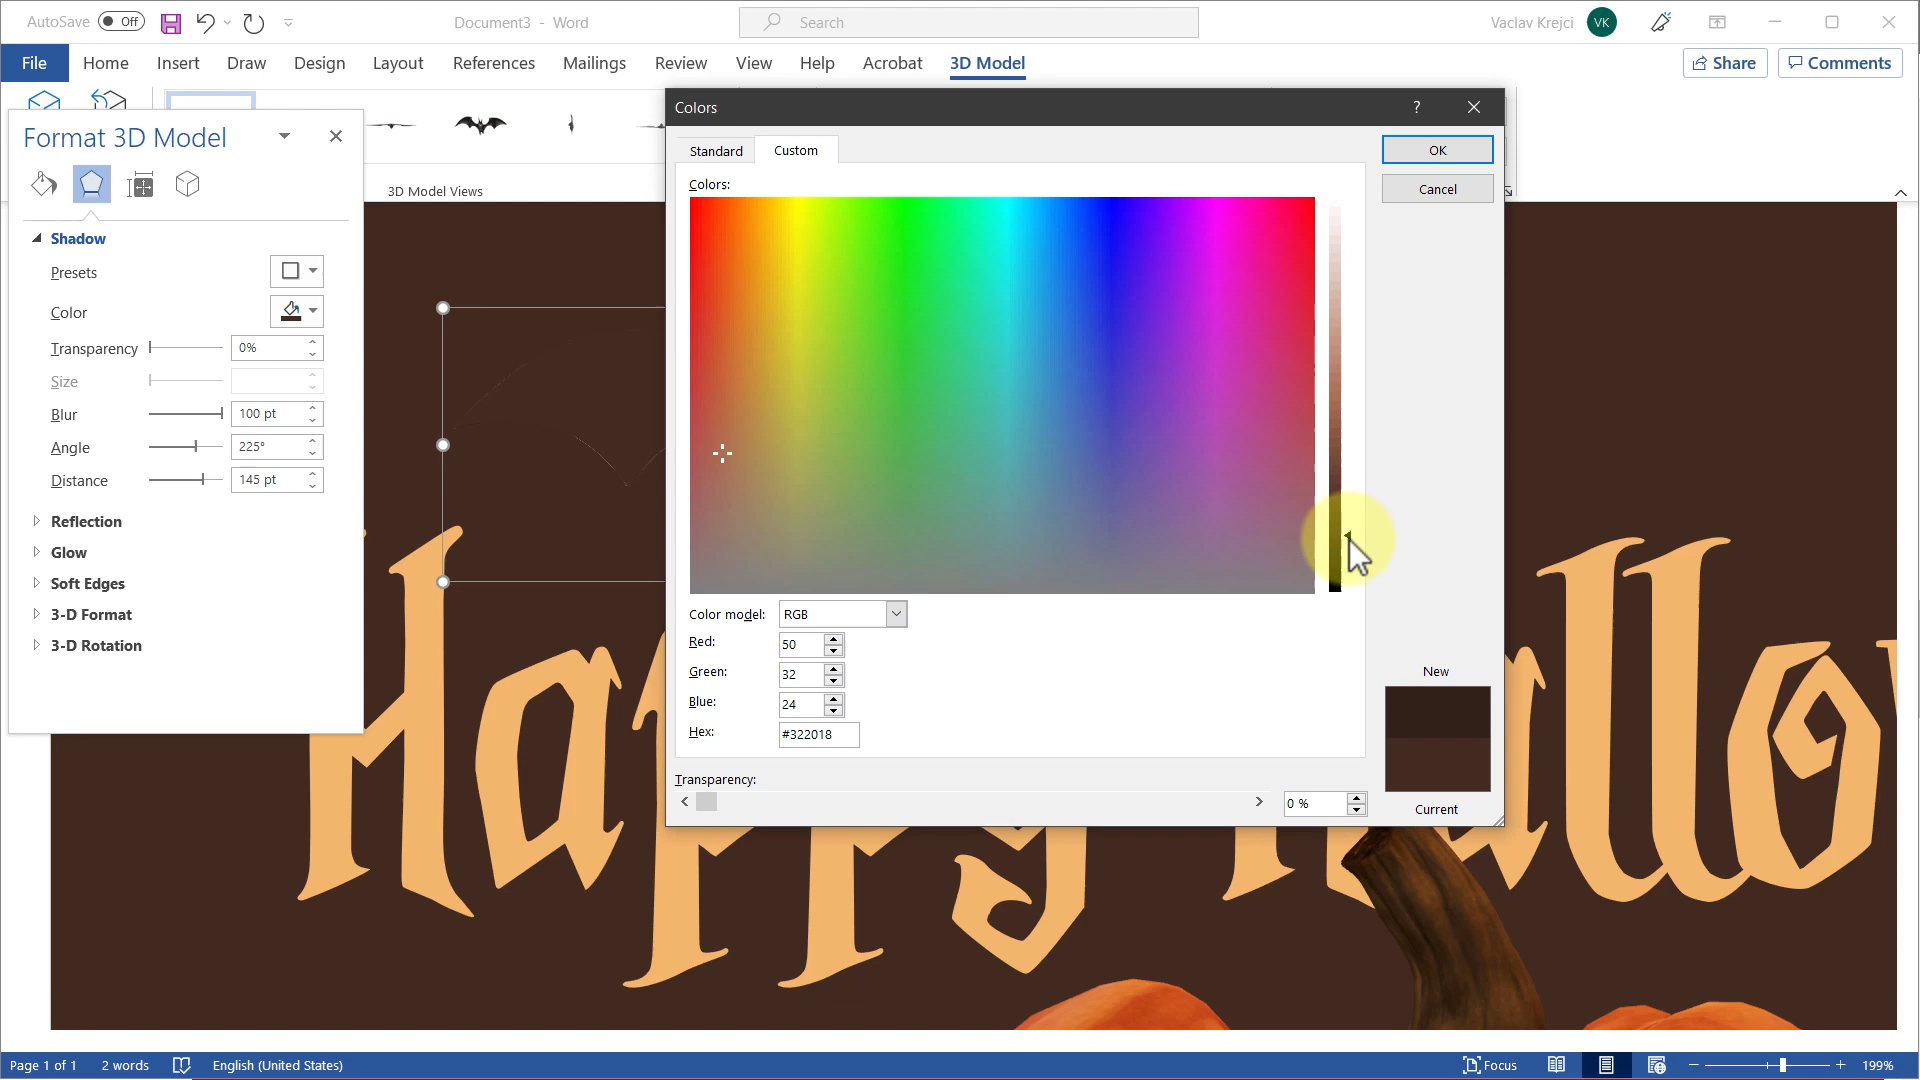 AutoSave Off Document3 - Word Search Vaclav Krejci VK
File Home Insert Draw Design Layout References Mailings Review View Help Acrobat 3D Model Share Comments
Format 3D Model
3D Model Views
Shadow
Presets
Color
Transparency 0%
Size
Blur 100 pt
Angle 225°
Distance 145 pt
Reflection
Glow
Soft Edges
3-D Format
3-D Rotation
Colors ?
Standard Custom
OK
Cancel
Colors:
Color model: RGB
Red: 50
Green: 32
Blue: 24
Hex: #322018
New
Current
Transparency:
0 %
Happy Hallo
Page 1 of 1 2 words English (United States) Focus 199%